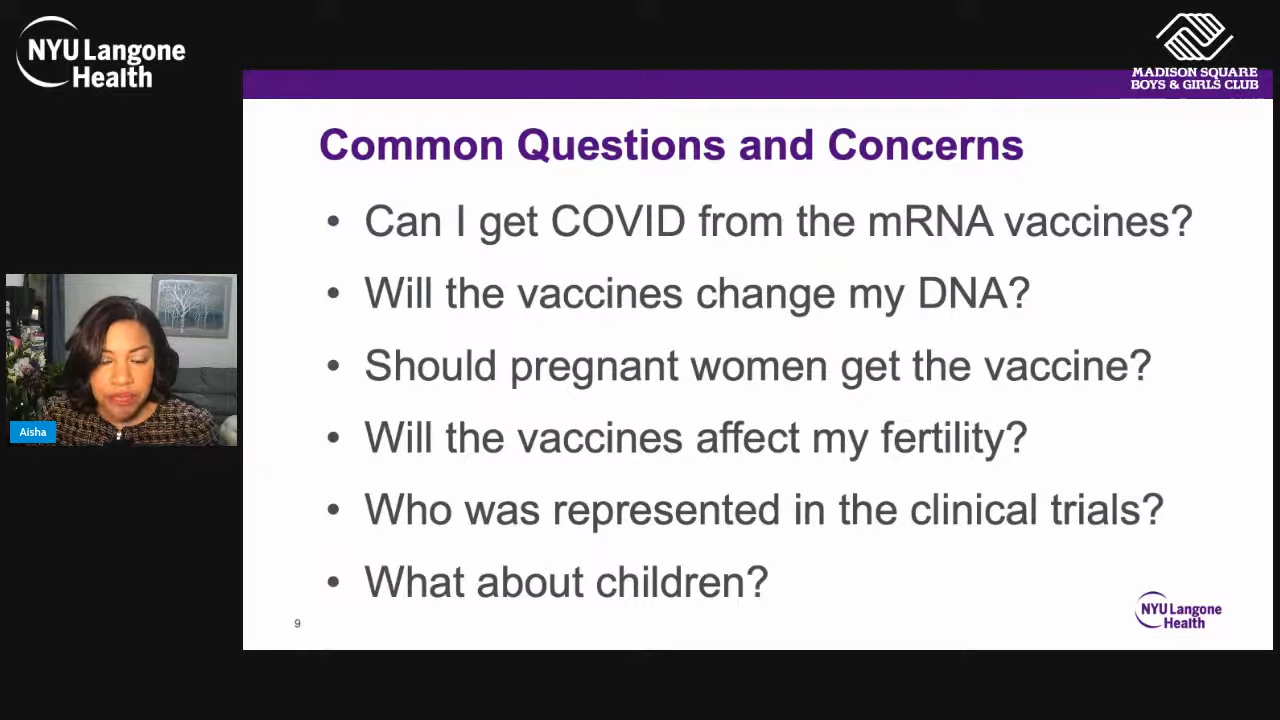 NYU Langone
Health
MADISON SQUARE
BOYS & GIRLS CLUB
Common Questions and Concerns
• Can I get COVID from the mRNA vaccines?
• Will the vaccines change my DNA?
• Should pregnant women get the vaccine?
• Will the vaccines affect my fertility?
• Who was represented in the clinical trials?
• What about children?
Aisha
9
NYU Langone
Health